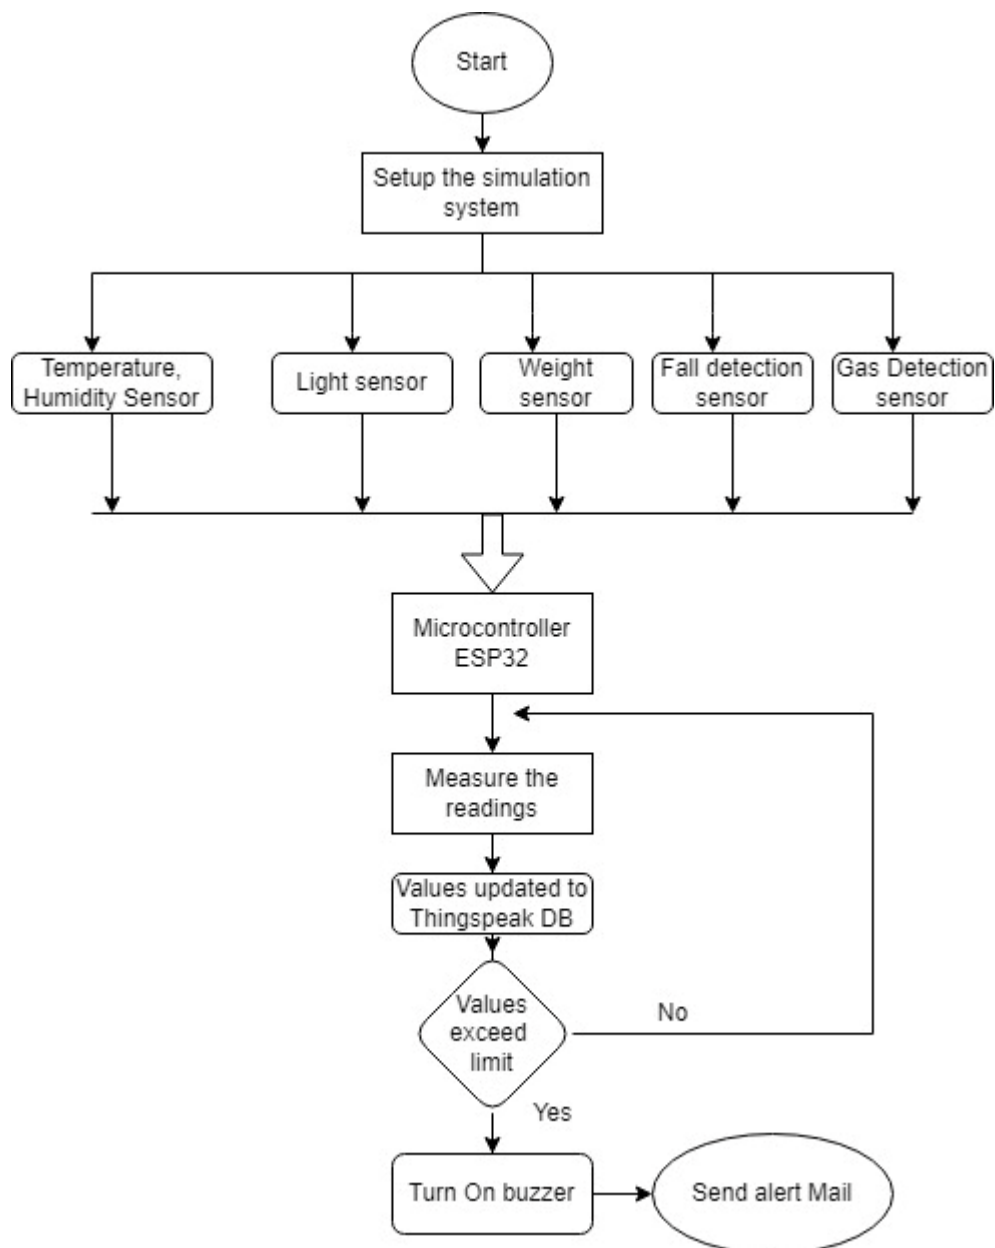 Start
Setup the simulation
system
Temperature,
Humidity Sensor
Light sensor
Weight
sensor
Fall detection
sensor
Gas Detection
sensor
Microcontroller
ESP32
Measure the
readings
Values updated to
Thingspeak DB
Values
exceed
limit
No
Yes
Turn On buzzer
Send alert Mail